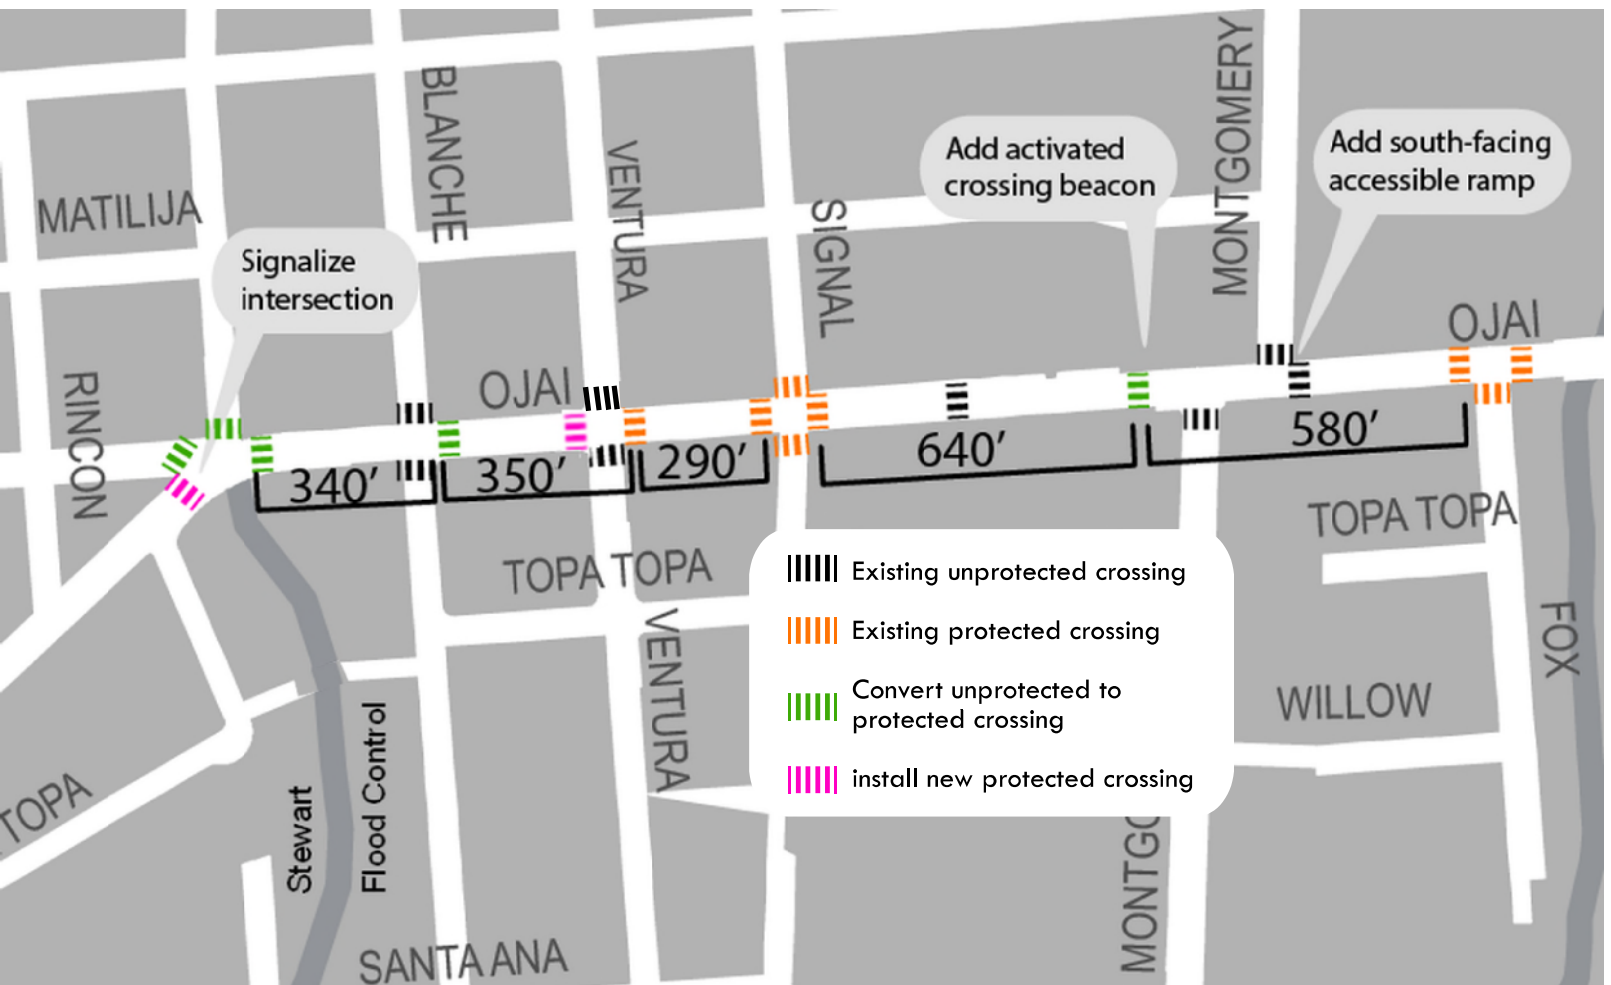 BLANCHE
VENTURA
MONTGOMERY
Add activated
crossing beacon
Add south-facing
accessible ramp
MATILIJA
SIGNAL
Signalize
intersection
OJAI
RINCON
OJAI
340’
350’
290’
640’
580’
TOPA TOPA
TOPA TOPA
VENTURA
FOX
WILLOW
Existing unprotected crossing
Existing protected crossing
Convert unprotected to
protected crossing
install new protected crossing
TOPA
Stewart
Flood Control
MONTGO
SANTA ANA